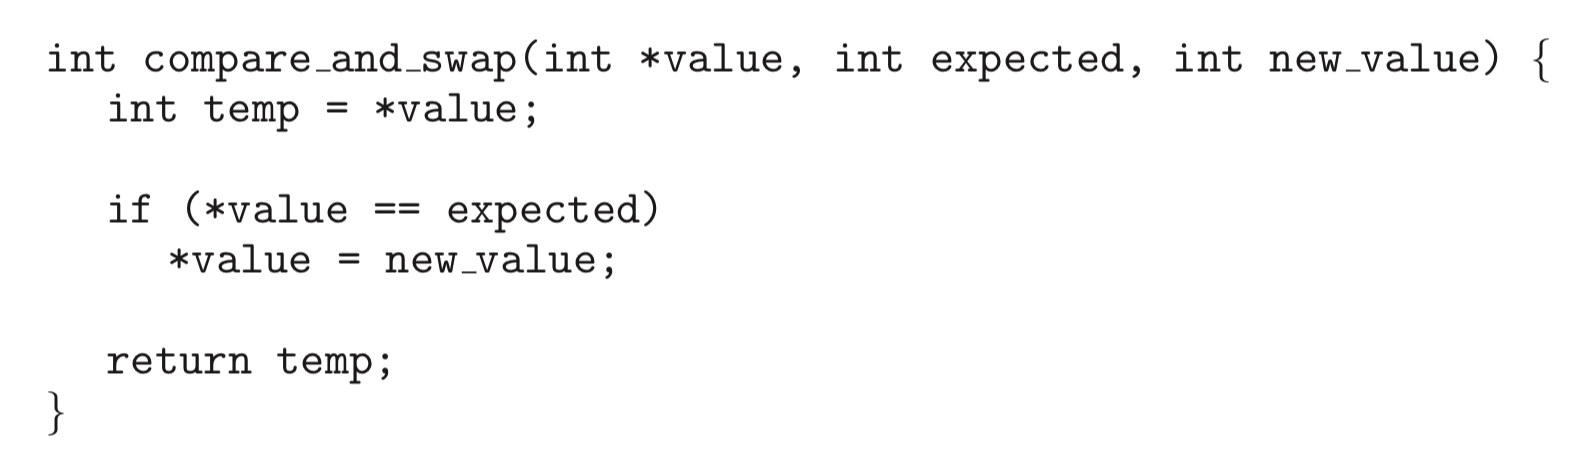 int compare_and_swap(int *value, int expected, int new_value) {
int temp = *value;
if (*value == expected)
*value = new_value;
return temp;
}